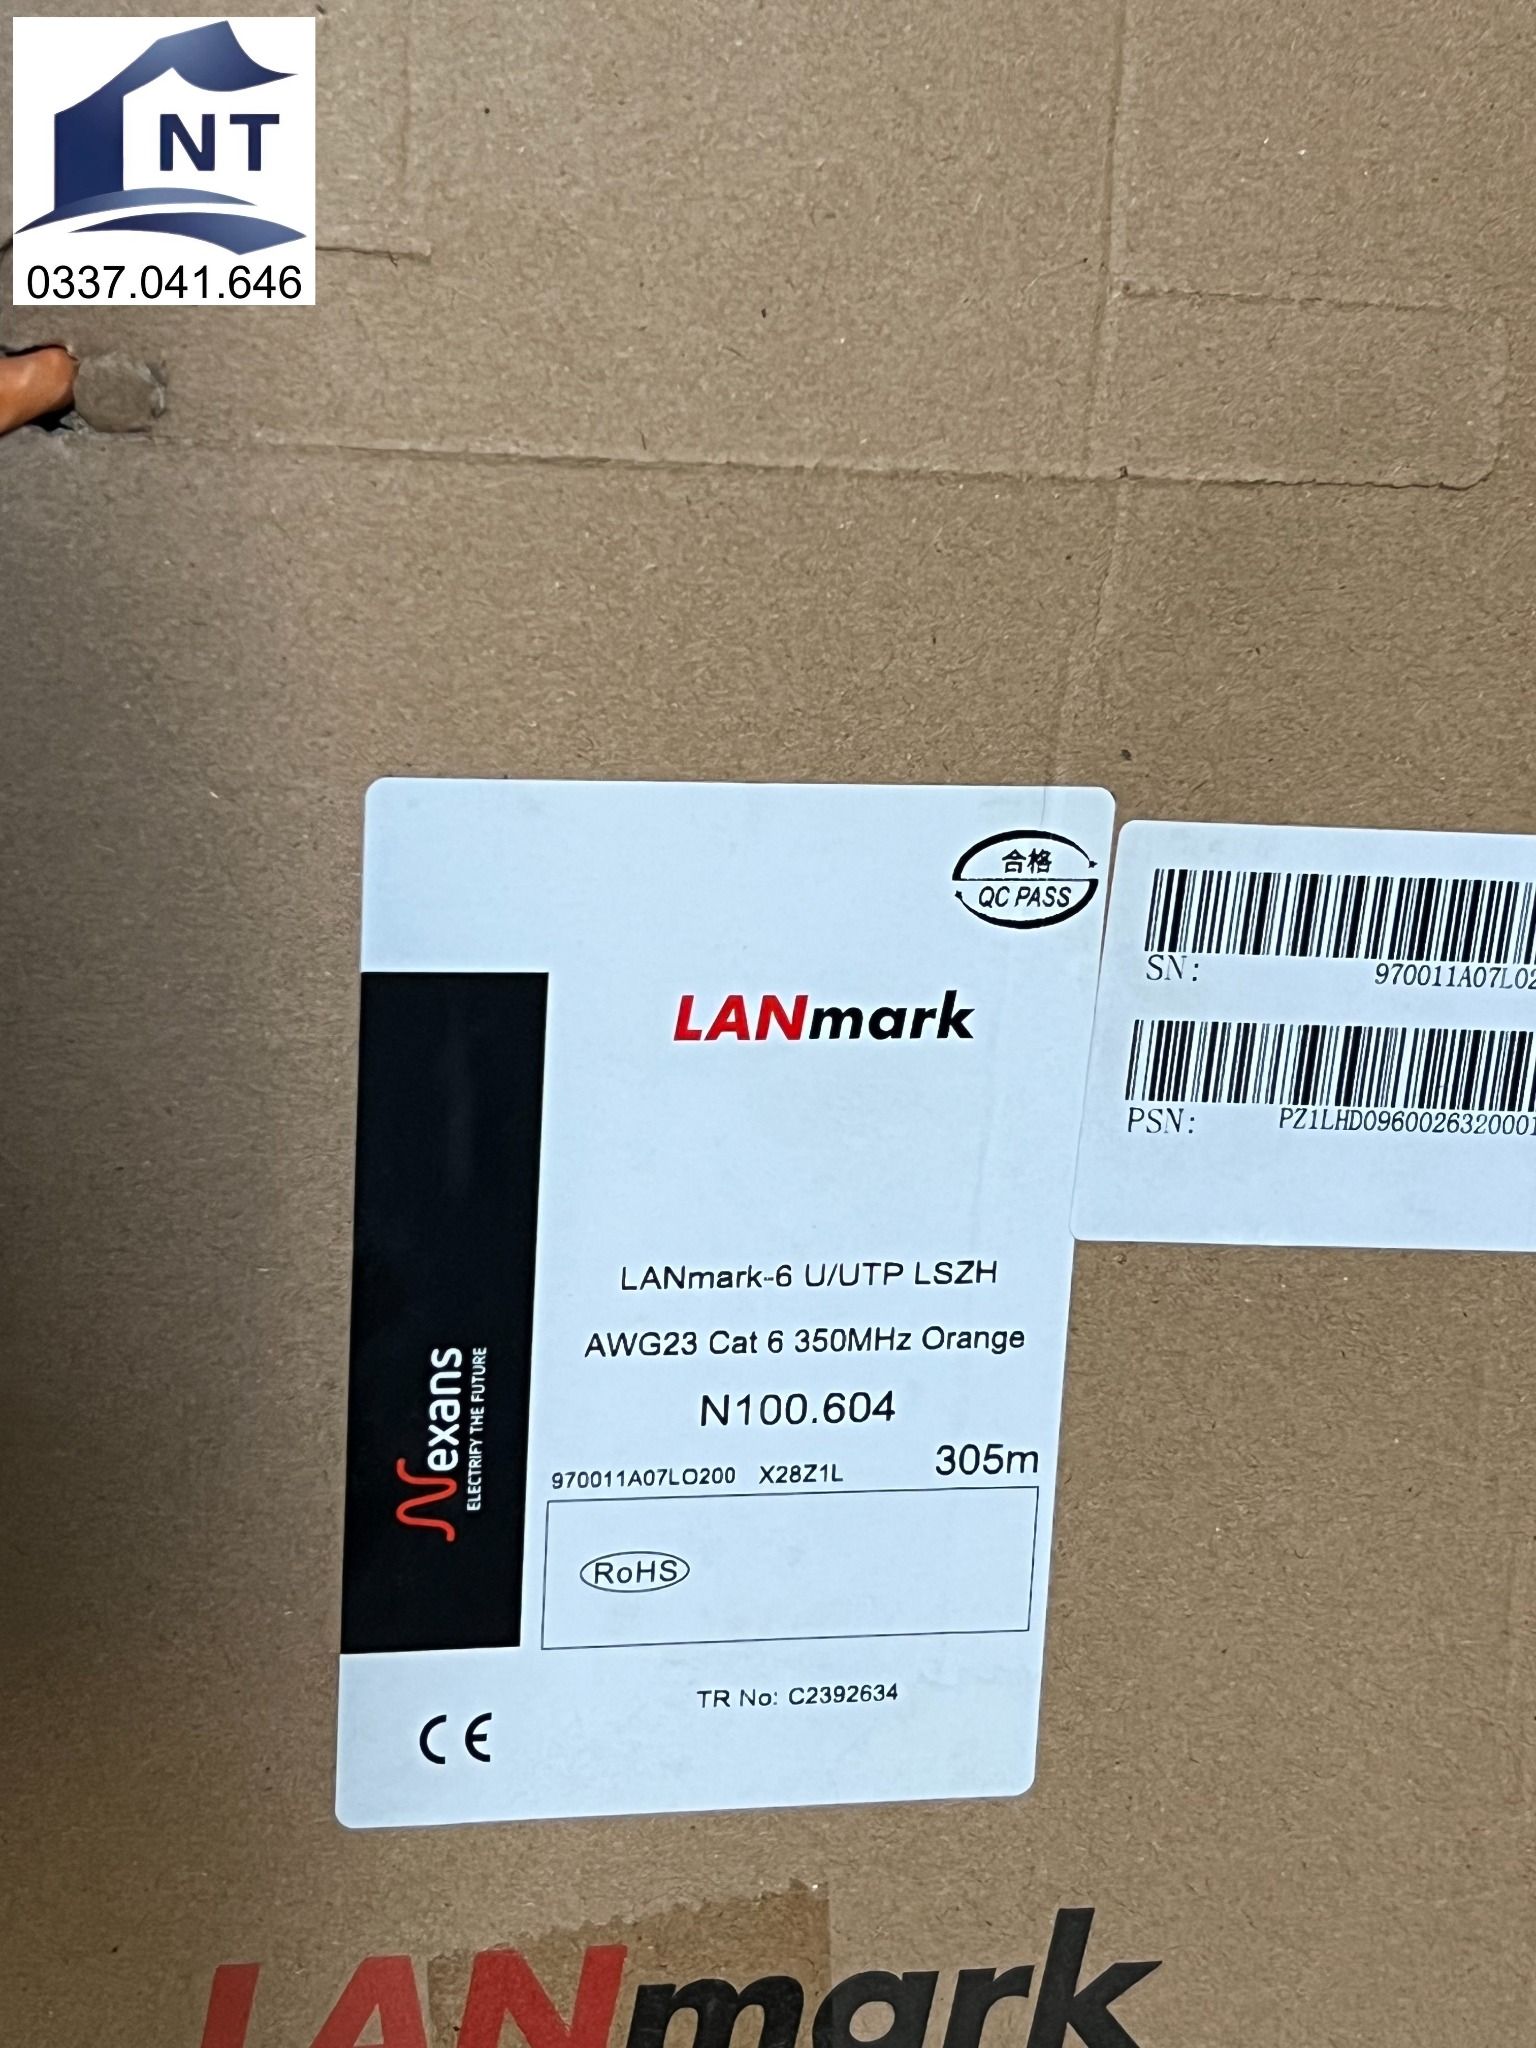 NT
0337.041.646
合格
QC PASS
LANmark
SN: 970011A07L02
PSN: PZ1LHD0960026320001
LANmark-6 U/UTP LSZH
AWG23 Cat 6 350MHz Orange
N100.604
970011A07LO200 X28Z1L 305m
Nexans
ELECTRIFY THE FUTURE
RoHS
TR No: C2392634
CE
LANmark